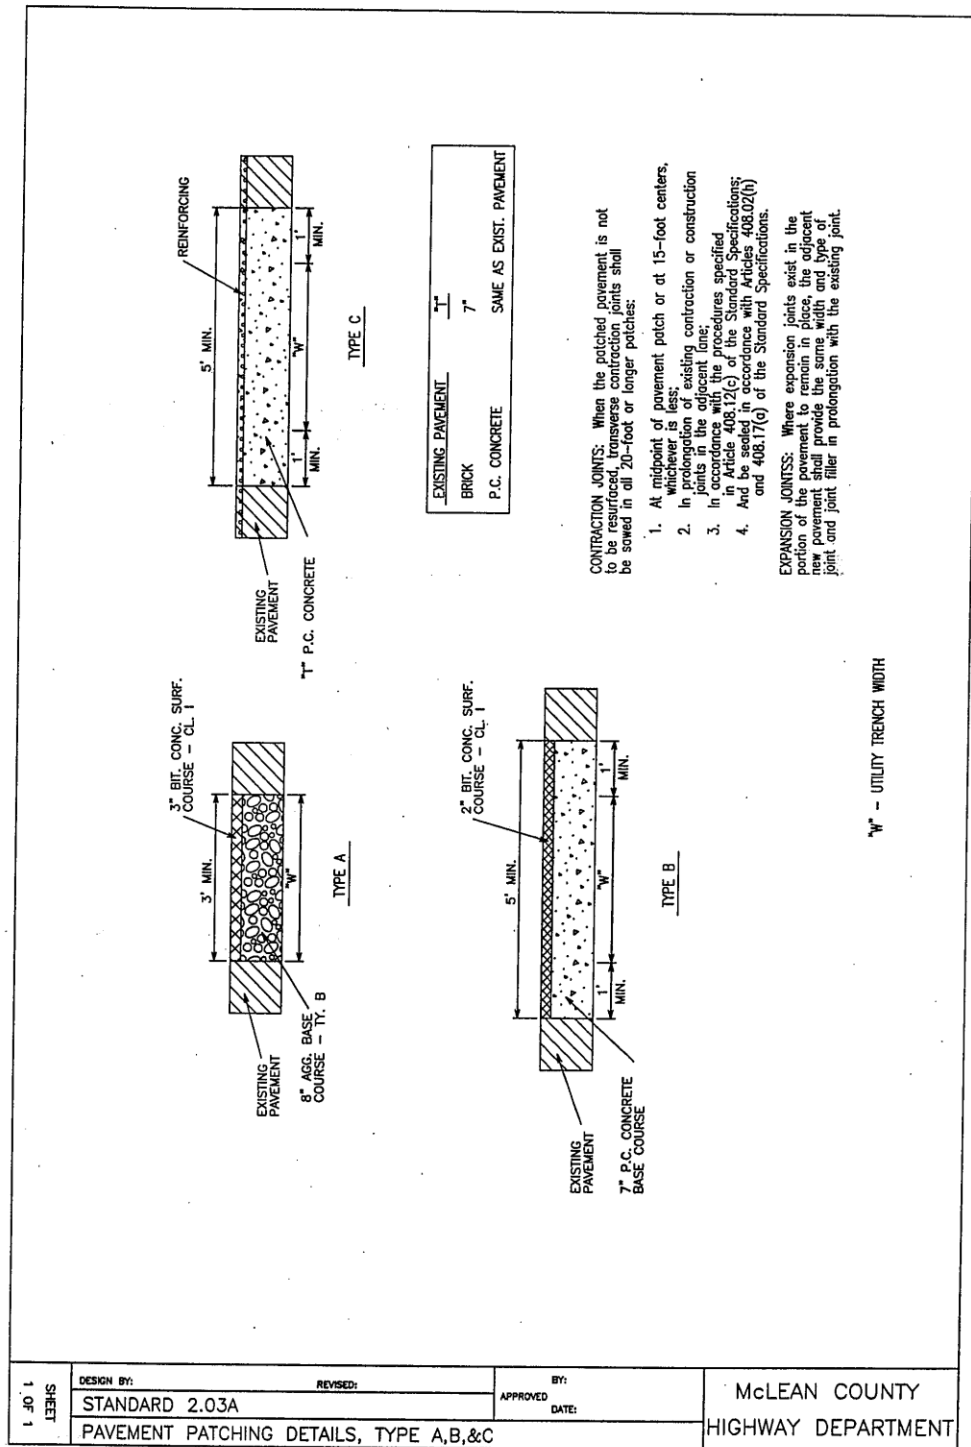 3" BIT. CONC. SURF.
COURSE - CL. I
3' MIN.
"W"
TYPE A
EXISTING
PAVEMENT
8" AGG. BASE
COURSE - TY. B
2" BIT. CONC. SURF.
COURSE - CL. I
5' MIN.
1'
MIN.
"W"
1'
MIN.
TYPE B
EXISTING
PAVEMENT
7" P.C. CONCRETE
BASE COURSE
REINFORCING
5' MIN.
1'
MIN.
"W"
1'
MIN.
TYPE C
EXISTING
PAVEMENT
"T" P.C. CONCRETE
EXISTING PAVEMENT "T"
BRICK 7"
P.C. CONCRETE SAME AS EXIST. PAVEMENT
CONTRACTION JOINTS: When the patched pavement is not
to be resurfaced, transverse contraction joints shall
be sawed in all 20-foot or longer patches:
1. At midpoint of pavement patch or at 15-foot centers,
whichever is less;
2. In prolongation of existing contraction or construction
joints in the adjacent lane;
3. In accordance with the procedures specified
in Article 408.12(c) of the Standard Specifications;
4. And be sealed in accordance with Articles 408.02(h)
and 408.17(a) of the Standard Specifications.
EXPANSION JOINTSS: Where expansion joints exist in the
portion of the pavement to remain in place, the adjacent
new pavement shall provide the same width and type of
joint and joint filler in prolongation with the existing joint.
"W" - UTILITY TRENCH WIDTH
SHEET
1 OF 1
DESIGN BY: REVISED:
STANDARD 2.03A
PAVEMENT PATCHING DETAILS, TYPE A,B,&C
BY:
APPROVED
DATE:
McLEAN COUNTY
HIGHWAY DEPARTMENT